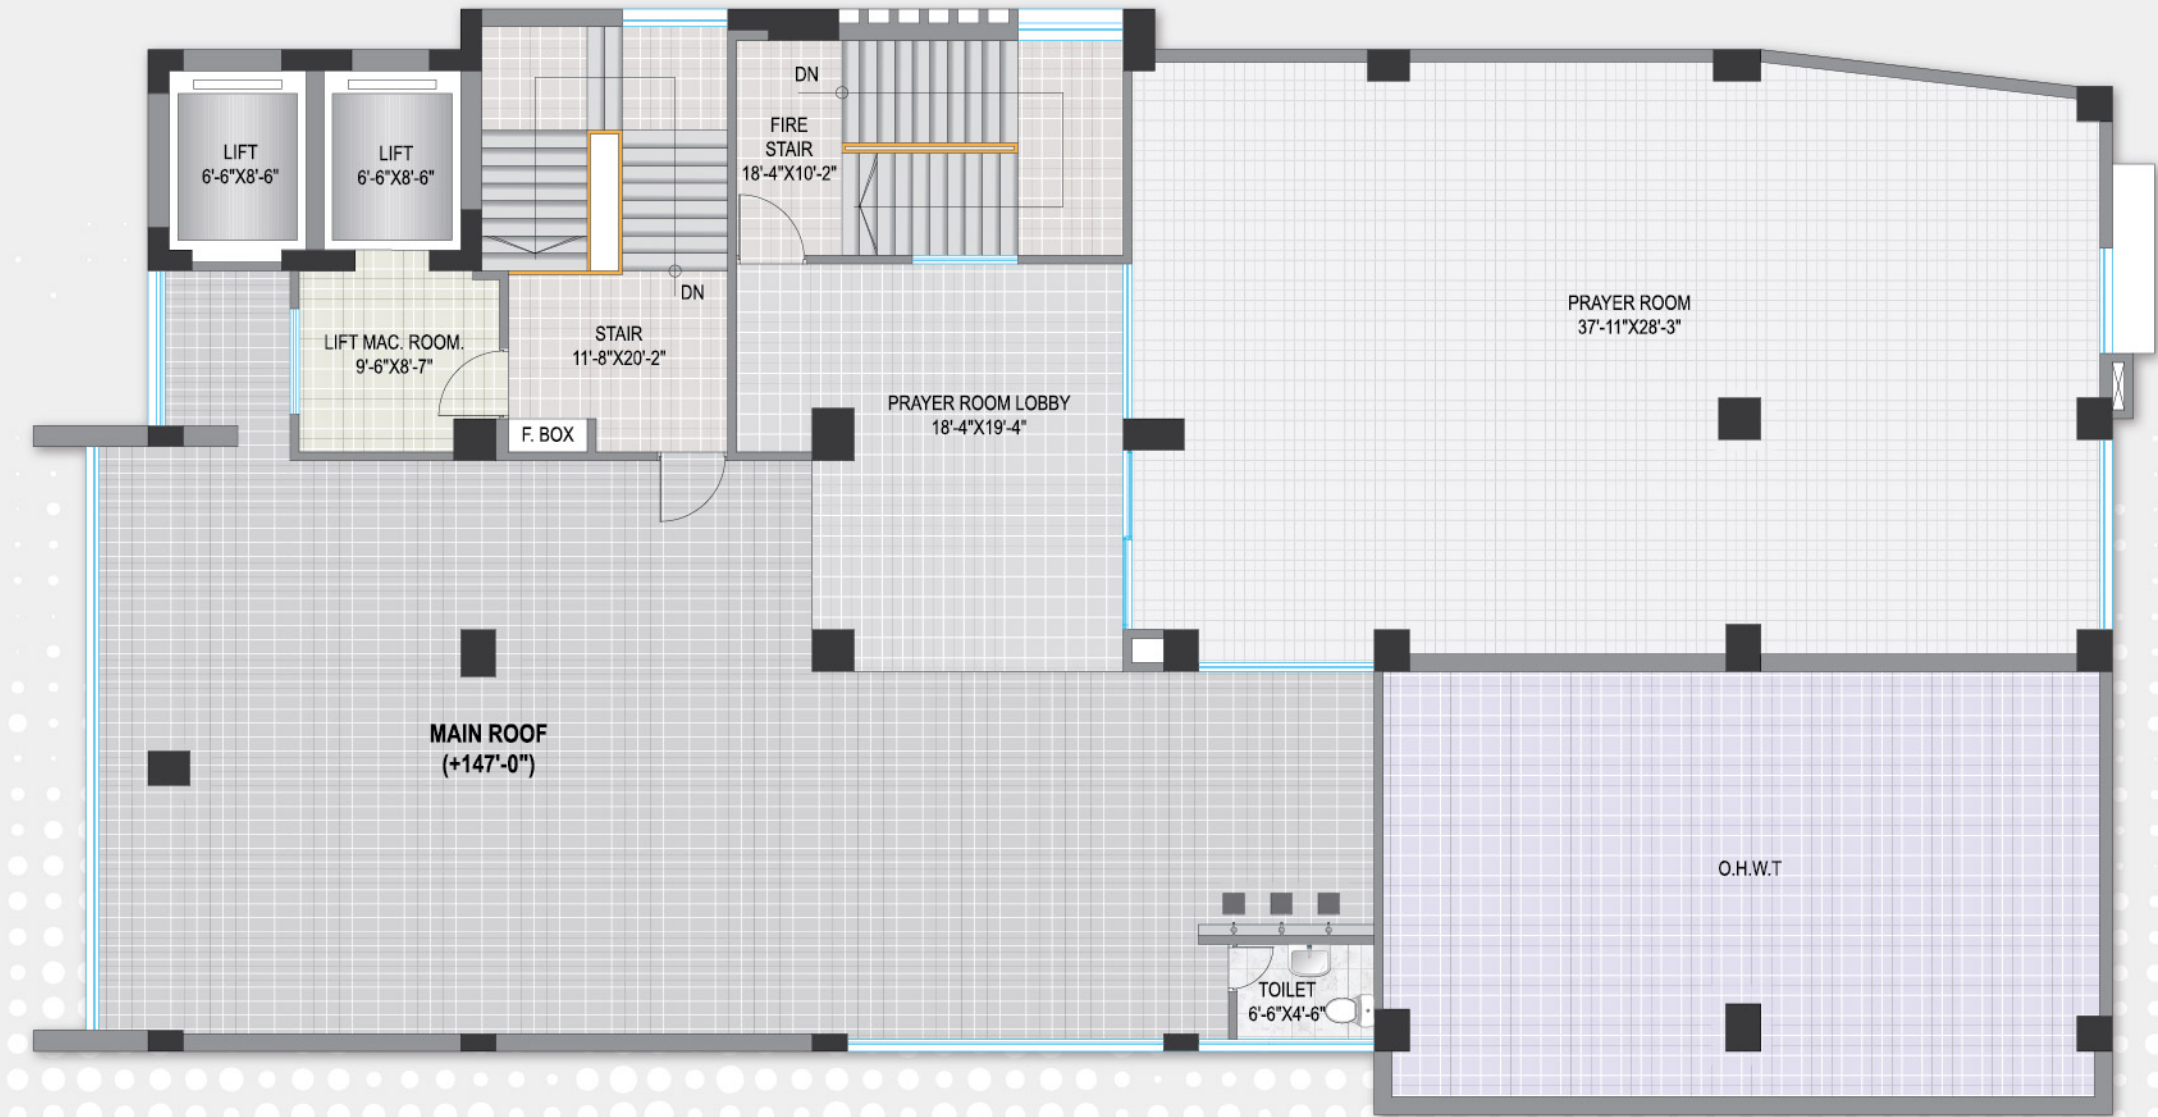 LIFT
6'-6"X8'-6"
LIFT
6'-6"X8'-6"
DN
FIRE
STAIR
18'-4"X10'-2"
DN
LIFT MAC. ROOM.
9'-6"X8'-7"
STAIR
11'-8"X20'-2"
F. BOX
PRAYER ROOM LOBBY
18'-4"X19'-4"
PRAYER ROOM
37'-11"X28'-3"
MAIN ROOF
(+147'-0")
O.H.W.T
TOILET
6'-6"X4'-6"